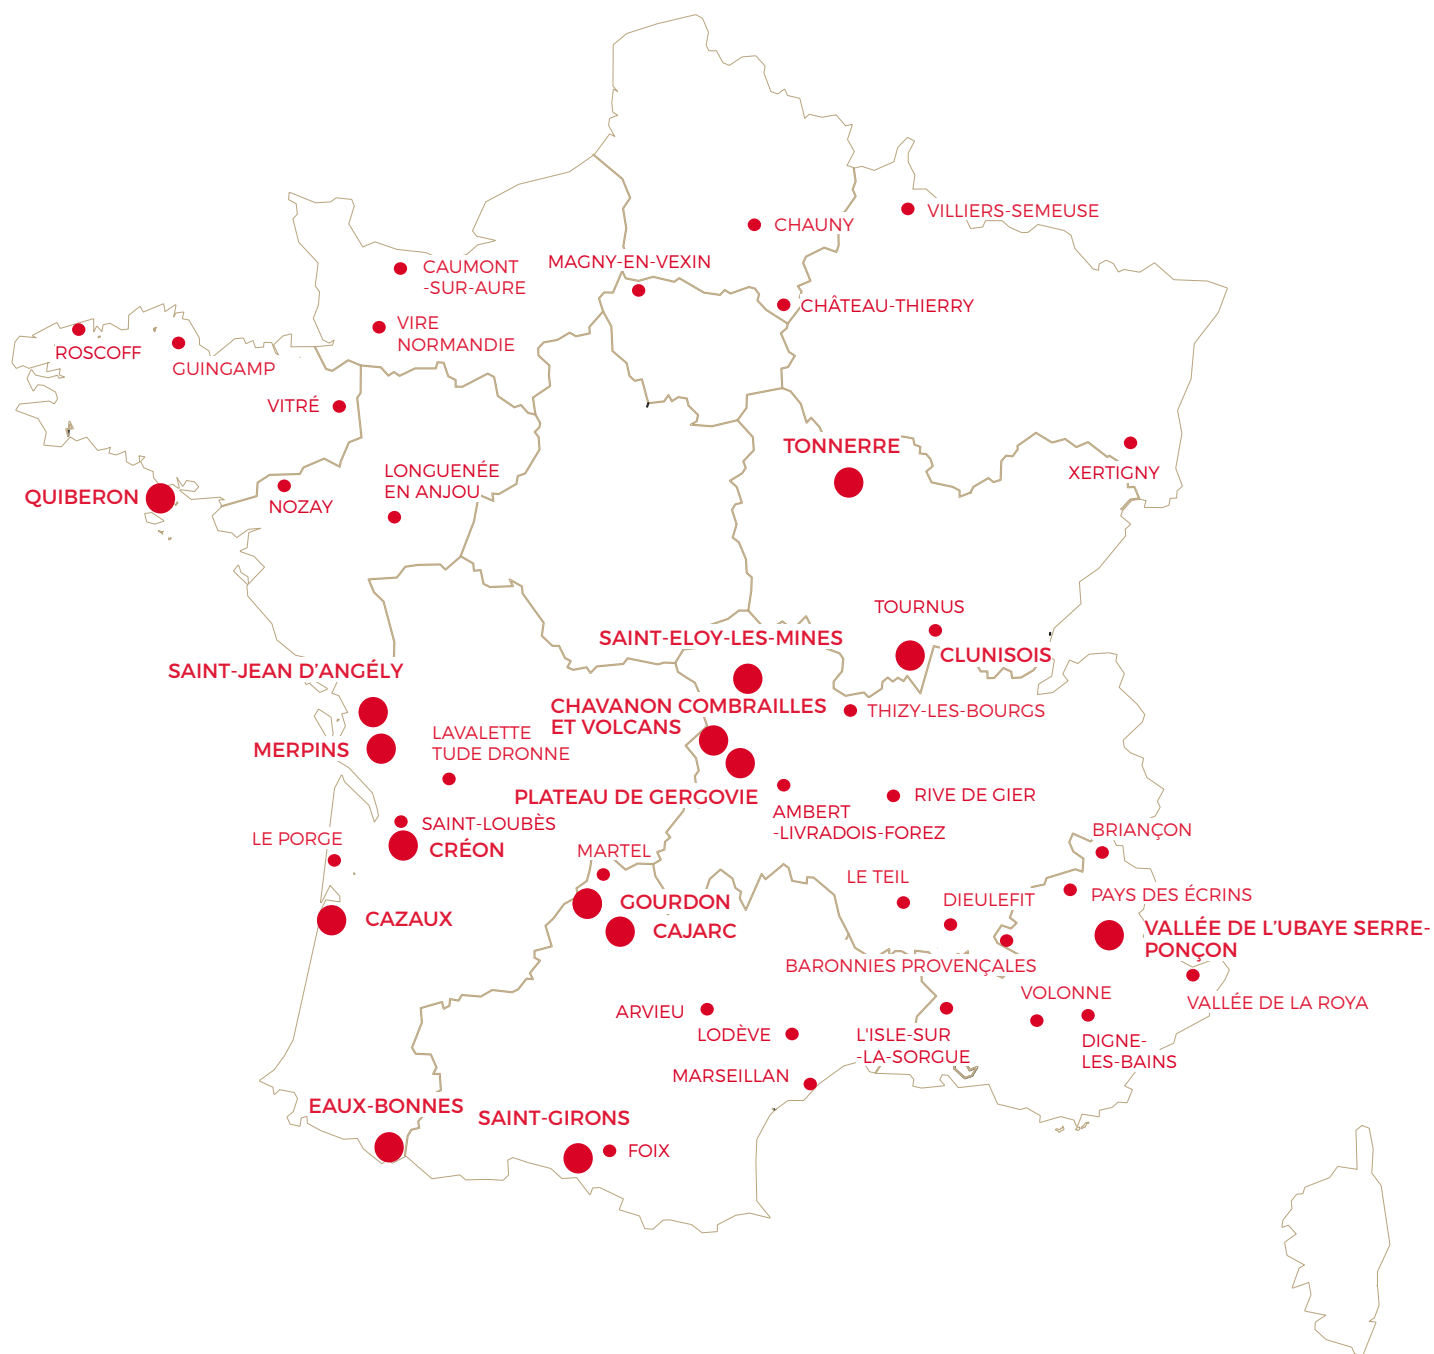 VILLIERS-SEMEUSE
CHAUNY
MAGNY-EN-VEXIN
CAUMONT
-SUR-AURE
CHÂTEAU-THIERRY
VIRE
NORMANDIE
ROSCOFF
GUINGAMP
VITRÉ
TONNERRE
XERTIGNY
LONGUENÉE
EN ANJOU
QUIBERON
NOZAY
TOURNUS
SAINT-ELOY-LES-MINES
CLUNISOIS
SAINT-JEAN D'ANGÉLY
CHAVANON COMBRAILLES
ET VOLCANS
THIZY-LES-BOURGS
LAVALETTE
TUDE DRONNE
MERPINS
PLATEAU DE GERGOVIE
RIVE DE GIER
AMBERT
-LIVRADOIS-FOREZ
SAINT-LOUBÈS
BRIANÇON
LE PORGE
CRÉON
MARTEL
LE TEIL
PAYS DES ÉCRINS
DIEULEFIT
GOURDON
CAZAUX
CAJARC
VALLÉE DE L'UBAYE SERRE-
PONÇON
BARONNIES PROVENÇALES
VOLONNE
VALLÉE DE LA ROYA
ARVIEU
LODÈVE
L'ISLE-SUR
-LA-SORGUE
DIGNE-
LES-BAINS
MARSEILLAN
EAUX-BONNES
SAINT-GIRONS
FOIX